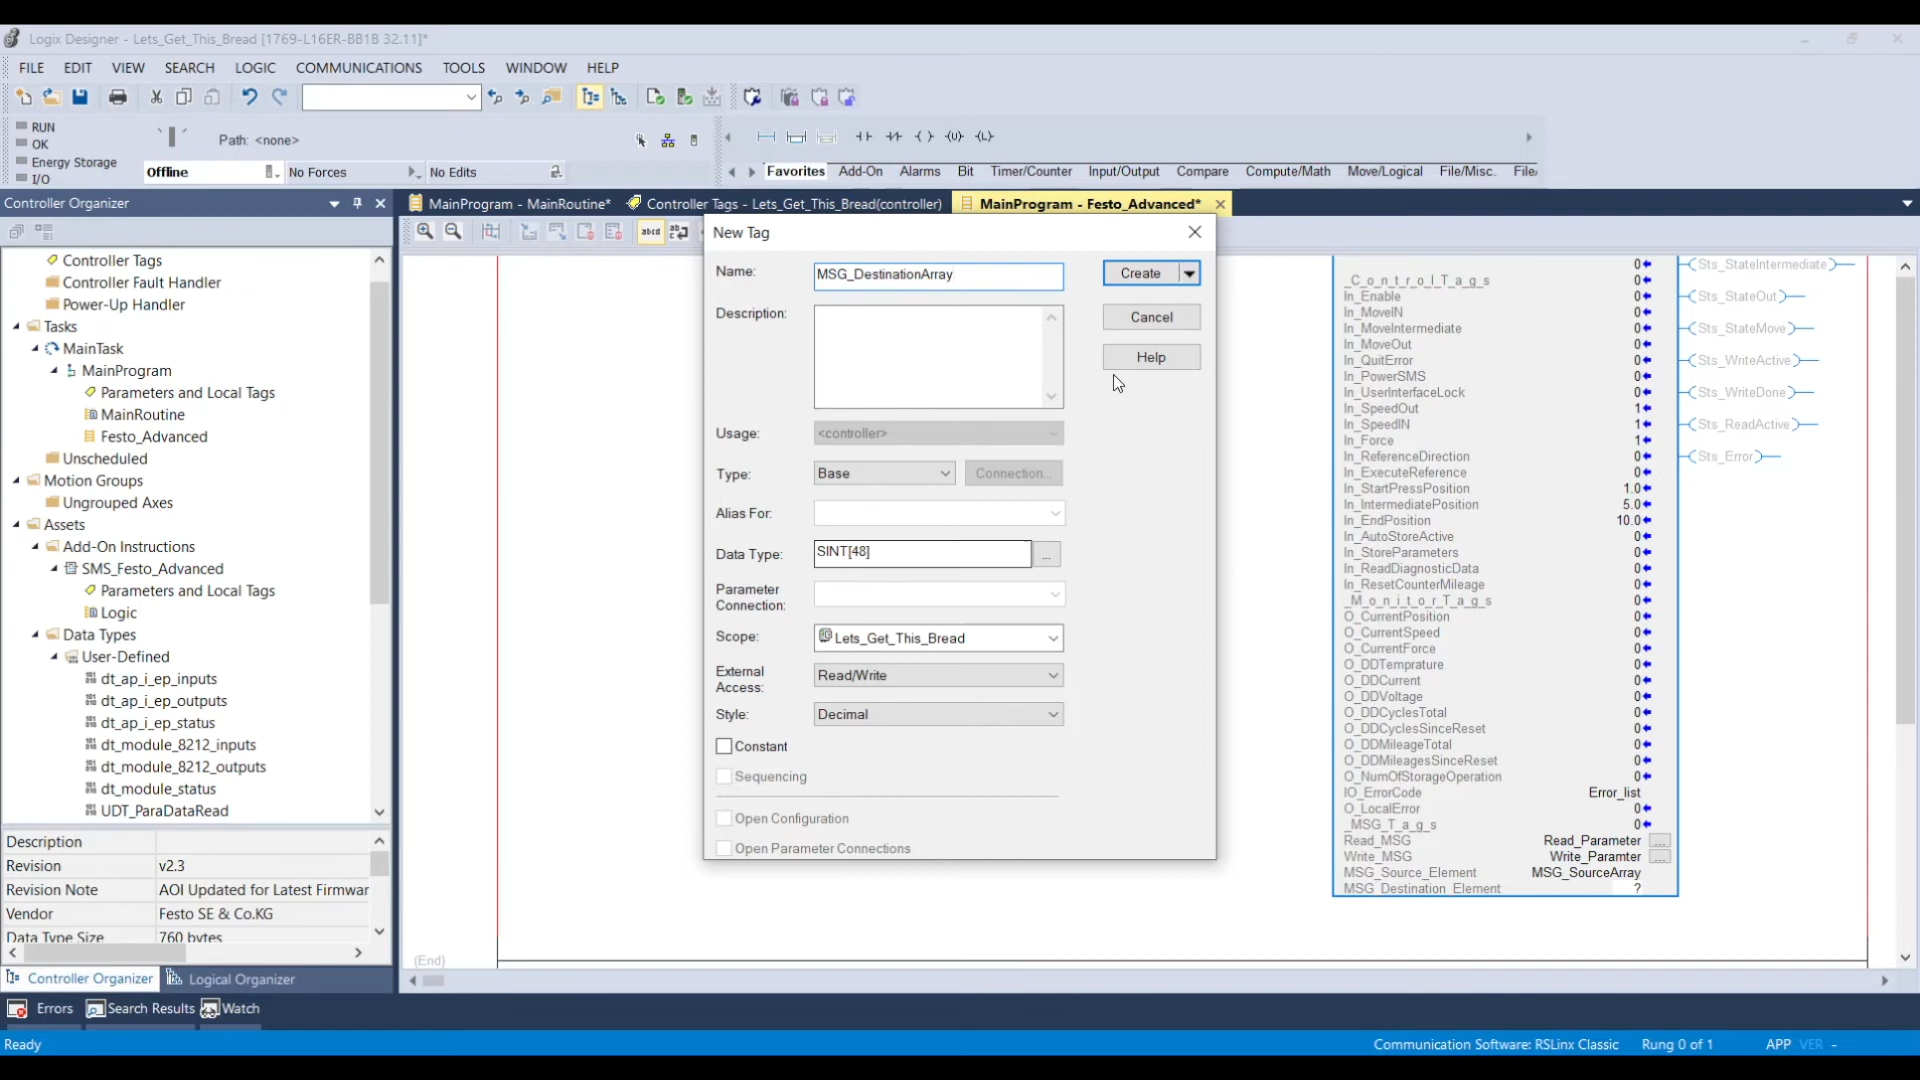 Logix Designer - Lets_Get_This_Bread [1769-L16ER-BB1B 32.11]*
FILE EDIT VIEW SEARCH LOGIC COMMUNICATIONS TOOLS WINDOW HELP
RUN
OK
Energy Storage
I/O
Path: <none>
Offline
No Forces
No Edits
Favorites Add-On Alarms Bit Timer/Counter Input/Output Compare Compute/Math Move/Logical File/Misc. File/
Controller Organizer
MainProgram - MainRoutine*
Controller Tags - Lets_Get_This_Bread(controller)
MainProgram - Festo_Advanced*
Controller Tags
Controller Fault Handler
Power-Up Handler
Tasks
MainTask
MainProgram
Parameters and Local Tags
MainRoutine
Festo_Advanced
Unscheduled
Motion Groups
Ungrouped Axes
Assets
Add-On Instructions
SMS_Festo_Advanced
Parameters and Local Tags
Logic
Data Types
User-Defined
dt_ap_i_ep_inputs
dt_ap_i_ep_outputs
dt_ap_i_ep_status
dt_module_8212_inputs
dt_module_8212_outputs
dt_module_status
UDT_ParaDataRead
Description
Revision v2.3
Revision Note AOI Updated for Latest Firmwar
Vendor Festo SE & Co.KG
Data Type Size 760 bytes
Controller Organizer
Logical Organizer
abcd
New Tag
Name: MSG_DestinationArray
Create
Description:
Cancel
Help
Usage: <controller>
Type: Base
Connection...
Alias For:
Data Type: SINT[48]
...
Parameter
Connection:
Scope: Lets_Get_This_Bread
External
Access: Read/Write
Style: Decimal
Constant
Sequencing
Open Configuration
Open Parameter Connections
(End)
0
_C_o_n_t_r_o_l_T_a_g_s 0
In_Enable 0
In_MoveIN 0
In_MoveIntermediate 0
In_MoveOut 0
In_QuitError 0
In_PowerSMS 0
In_UserInterfaceLock 0
In_SpeedOut 1
In_SpeedIN 1
In_Force 1
In_ReferenceDirection 0
In_ExecuteReference 0
In_StartPressPosition 1.0
In_IntermediatePosition 5.0
In_EndPosition 10.0
In_AutoStoreActive 0
In_StoreParameters 0
In_ReadDiagnosticData 0
In_ResetCounterMileage 0
_M_o_n_i_t_o_r_T_a_g_s 0
O_CurrentPosition 0
O_CurrentSpeed 0
O_CurrentForce 0
O_DDTemprature 0
O_DDCurrent 0
O_DDVoltage 0
O_DDCyclesTotal 0
O_DDCyclesSinceReset 0
O_DDMileageTotal 0
O_DDMileagesSinceReset 0
O_NumOfStorageOperation 0
IO_ErrorCode Error_list
O_LocalError 0
_MSG_T_a_g_s 0
Read_MSG Read_Parameter ...
Write_MSG Write_Paramter ...
MSG_Source_Element MSG_SourceArray
MSG_Destination_Element ?
Sts_StateIntermediate
Sts_StateOut
Sts_StateMove
Sts_WriteActive
Sts_WriteDone
Sts_ReadActive
Sts_Error
Errors
Search Results
Watch
Ready
Communication Software: RSLinx Classic
Rung 0 of 1
APP
VER